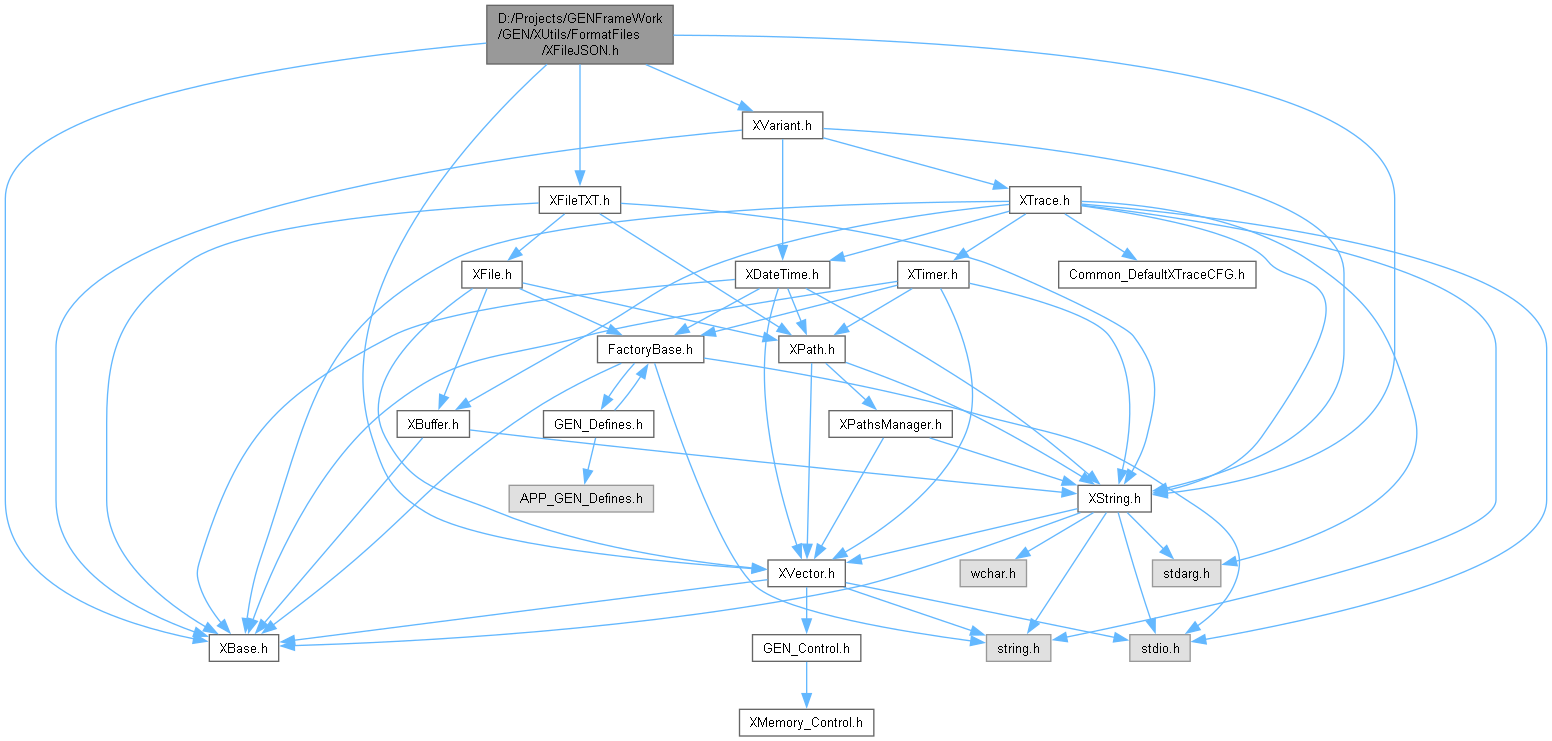 D:/Projects/GENFrameWork
/GEN/XUtils/FormatFiles
/XFileJSON.h
XVariant.h
XFileTXT.h
XTrace.h
XFile.h
XDateTime.h
XTimer.h
Common_DefaultXTraceCFG.h
FactoryBase.h
XPath.h
XBuffer.h
GEN_Defines.h
XPathsManager.h
APP_GEN_Defines.h
XString.h
XVector.h
wchar.h
stdarg.h
XBase.h
GEN_Control.h
string.h
stdio.h
XMemory_Control.h